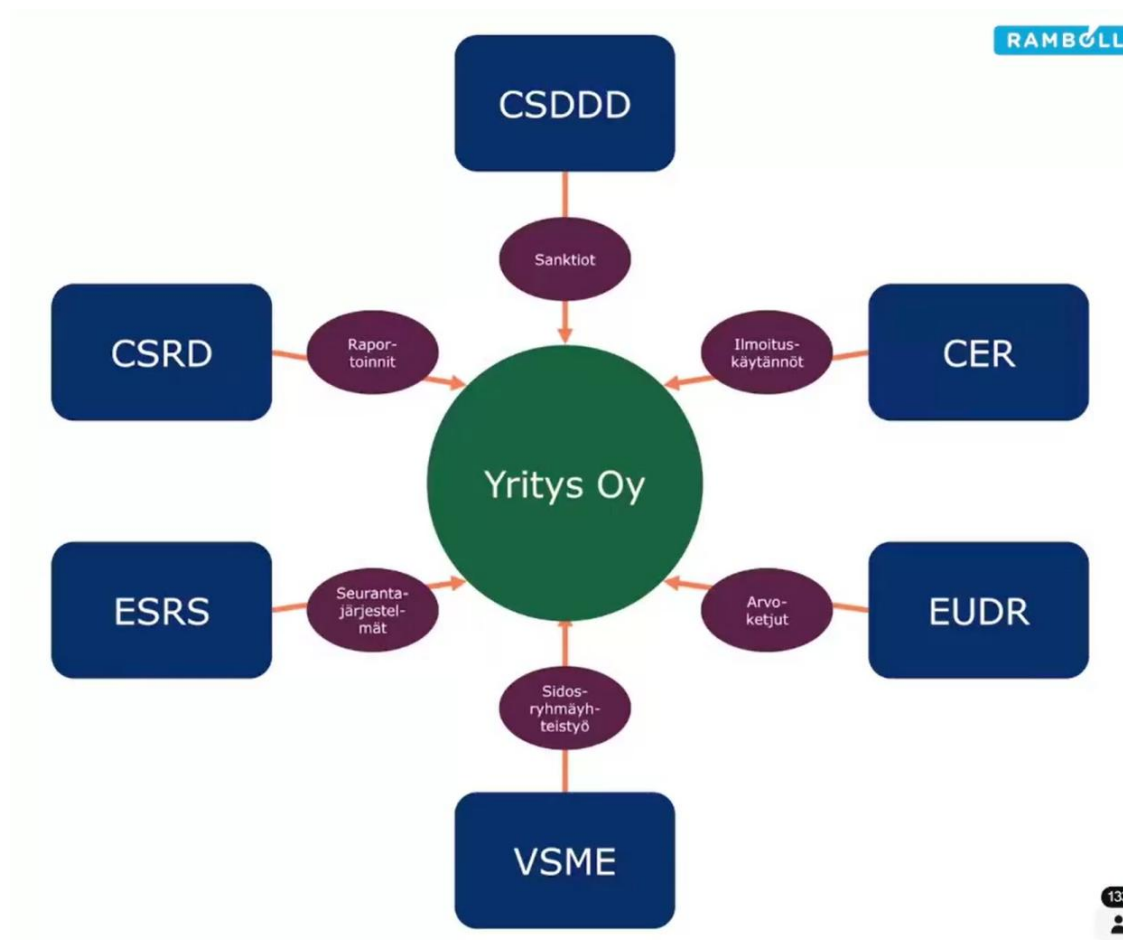 RAMBOLL
CSDDD
Sanktiot
CSRD
Rapor-
toinnit
Ilmoitus-
käytännöt
CER
Yritys Oy
ESRS
Seuranta-
järjestel-
mät
Arvo-
ketjut
EUDR
Sidos-
ryhmäyh-
teistyö
VSME